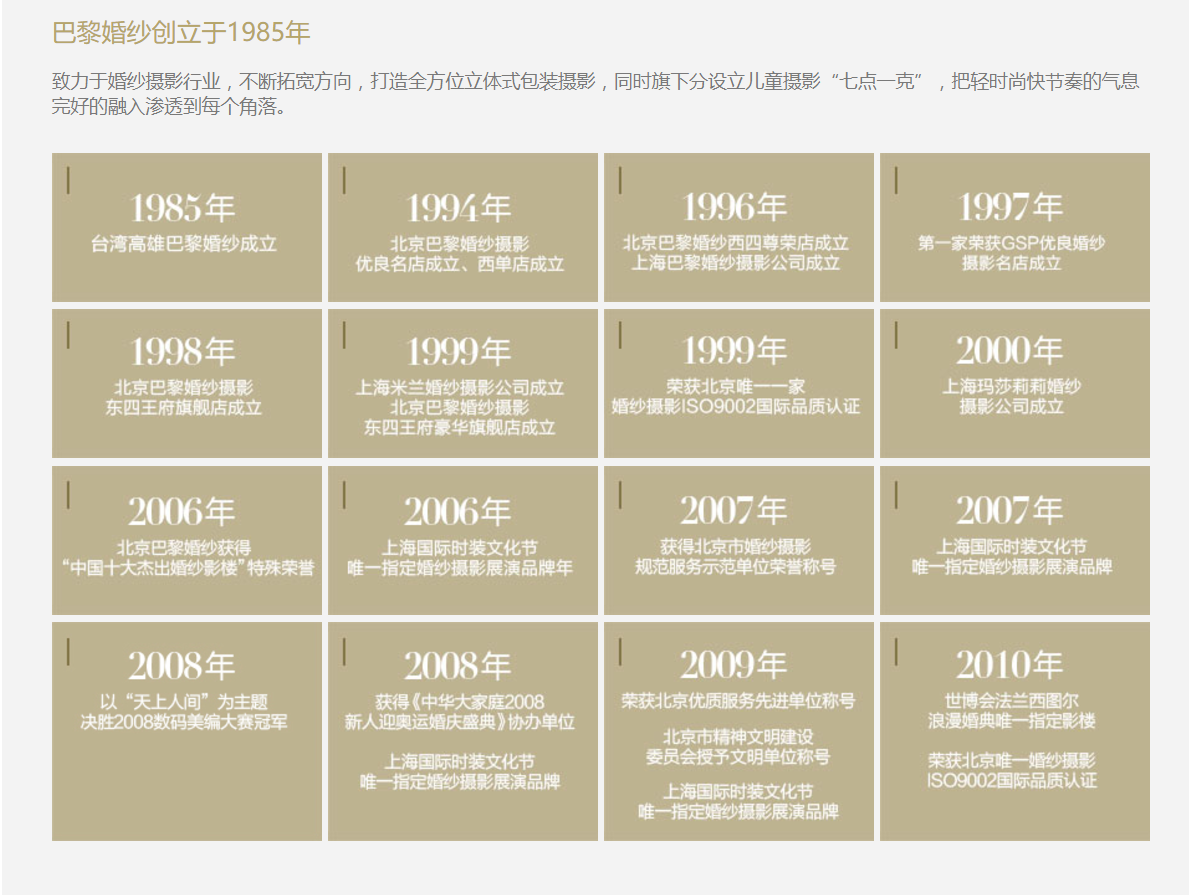 巴黎婚纱创立于1985年
致力于婚纱摄影行业，不断拓宽方向，打造全方位立体式包装摄影，同时旗下分设立儿童摄影“七点一克”，把轻时尚快节奏的气息
完好的融入渗透到每个角落。
1985年
台湾高雄巴黎婚纱成立
1994年
北京巴黎婚纱摄影
优良名店成立、西单店成立
1996年
北京巴黎婚纱西四尊荣店成立
上海巴黎婚纱摄影公司成立
1997年
第一家荣获GSP优良婚纱
摄影名店成立
1998年
北京巴黎婚纱摄影
东四王府旗舰店成立
1999年
上海米兰婚纱摄影公司成立
北京巴黎婚纱摄影
东四王府豪华旗舰店成立
1999年
荣获北京唯一一家
婚纱摄影ISO9002国际品质认证
2000年
上海玛莎莉莉婚纱
摄影公司成立
2006年
北京巴黎婚纱获得
“中国十大杰出婚纱影楼”特殊荣誉
2006年
上海国际时装文化节
唯一指定婚纱摄影展演品牌年
2007年
获得北京市婚纱摄影
规范服务示范单位荣誉称号
2007年
上海国际时装文化节
唯一指定婚纱摄影展演品牌
2008年
以“天上人间”为主题
决胜2008数码美编大赛冠军
2008年
获得《中华大家庭2008
新人迎奥运婚庆盛典》协办单位
上海国际时装文化节
唯一指定婚纱摄影展演品牌
2009年
荣获北京优质服务先进单位称号
北京市精神文明建设
委员会授予文明单位称号
上海国际时装文化节
唯一指定婚纱摄影展演品牌
2010年
世博会法兰西图尔
浪漫婚典唯一指定影楼
荣获北京唯一婚纱摄影
ISO9002国际品质认证